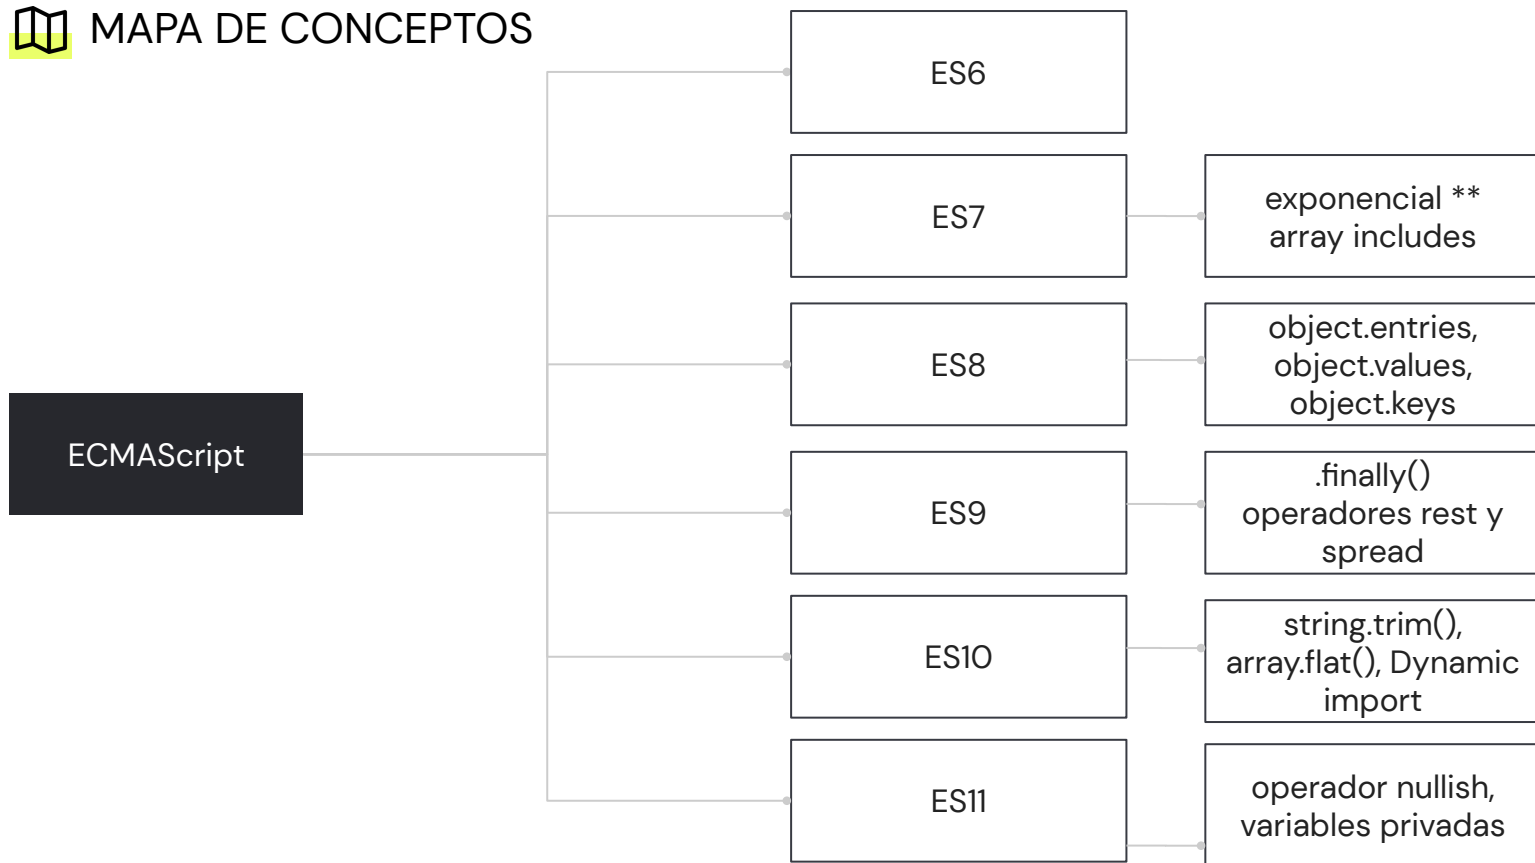 MAPA DE CONCEPTOS
ES6
ES7
exponencial **
array includes
ES8
object.entries,
object.values,
object.keys
ECMAScript
ES9
.finally()
operadores rest y
spread
ES10
string.trim(),
array.flat(), Dynamic
import
ES11
operador nullish,
variables privadas